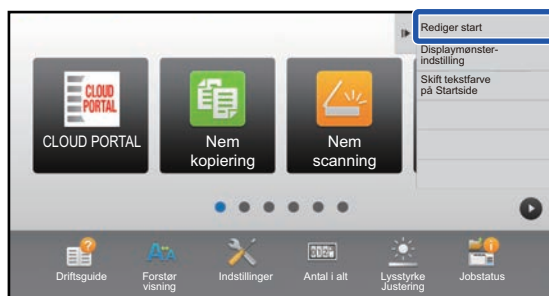 Rediger start
Displaymønster-
indstilling
Skift tekstfarve
på Startside
CLOUD
PORTAL
CLOUD PORTAL
Nem
kopiering
Nem
scanning
Driftsguide
Forstør
visning
Indstillinger
Antal i alt
Lysstyrke
Justering
Jobstatus